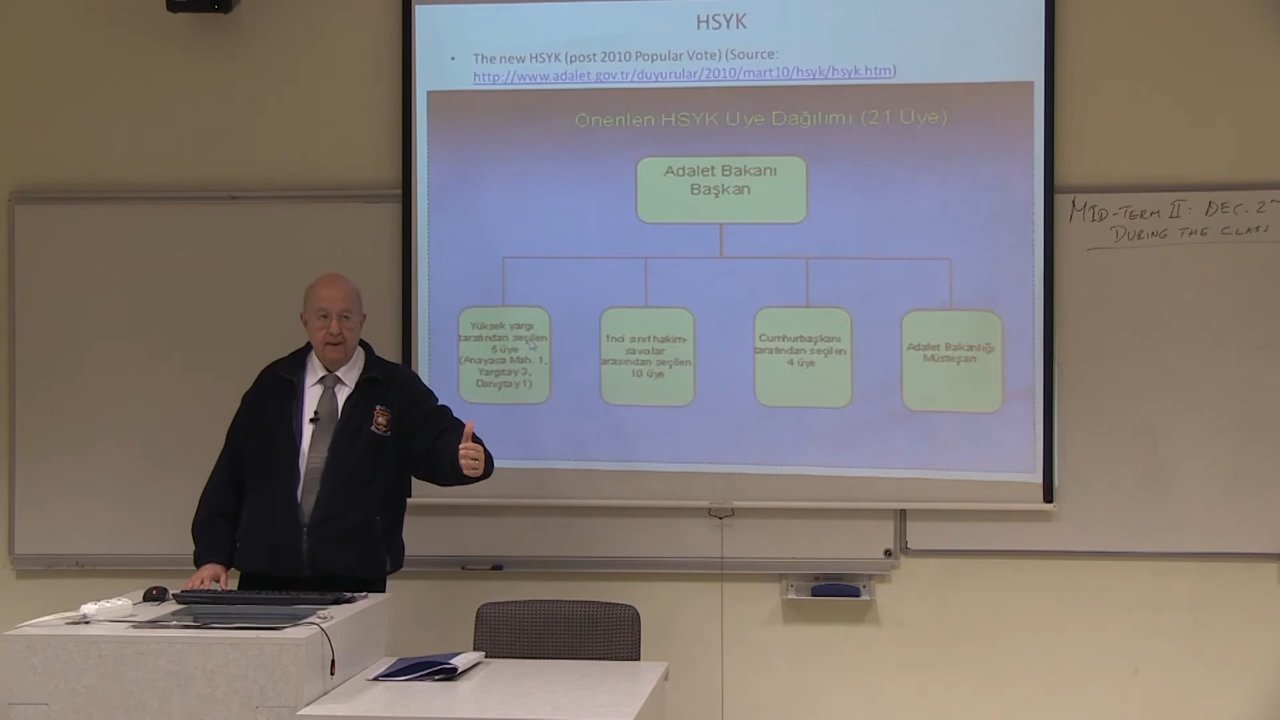 HSYK
• The new HSYK (post 2010 Popular Vote) (Source:
http://www.adalet.gov.tr/duyurular/2010/mart10/hsyk/hsyk.htm)
Önerilen HSYK Üye Dağılımı (21 Üye)
Adalet Bakanı
Başkan
Yüksek yargı
tarafından seçilen
5 üye
(Anayasa Mah. 1,
Yargıtay 3,
Danıştay 1)
1nci sınıf hakim-
savcılar
arasından seçilen
10 üye
Cumhurbaşkanı
tarafından seçilen
4 üye
Adalet Bakanlığı
Müsteşarı
MID-TERM II: DEC. 2
DURING THE CLASS